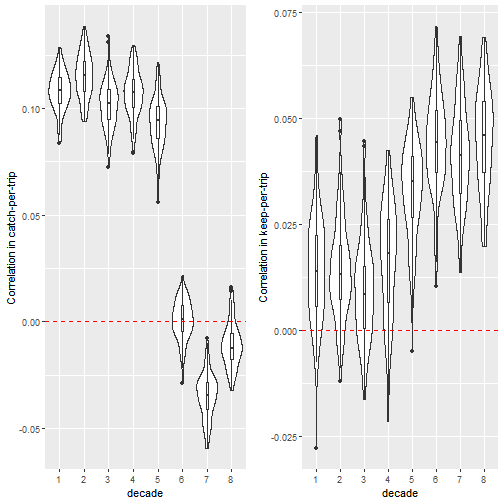 Correlation in catch-per-trip
0.10
0.05
0.00
-0.05
1 2 3 4 5 6 7 8
decade
Correlation in keep-per-trip
0.075
0.050
0.025
0.000
-0.025
1 2 3 4 5 6 7 8
decade